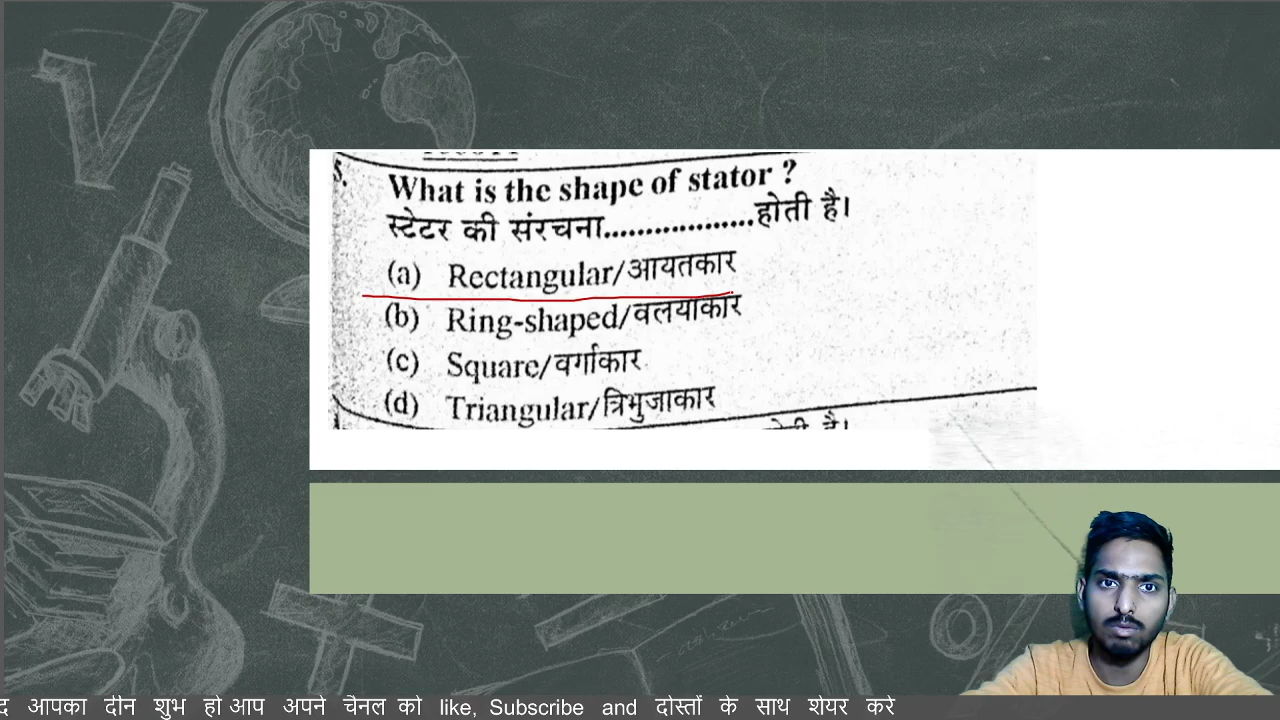 5.
What is the shape of stator ?
स्टेटर की संरचना..................होती है।
(a) Rectangular/आयतकार
(b) Ring-shaped/वलयाकार
(c) Square/वर्गाकार
(d) Triangular/त्रिभुजाकार
आपका दीन शुभ हो आप अपने चैनल को like, Subscribe and दोस्तों के साथ शेयर करे